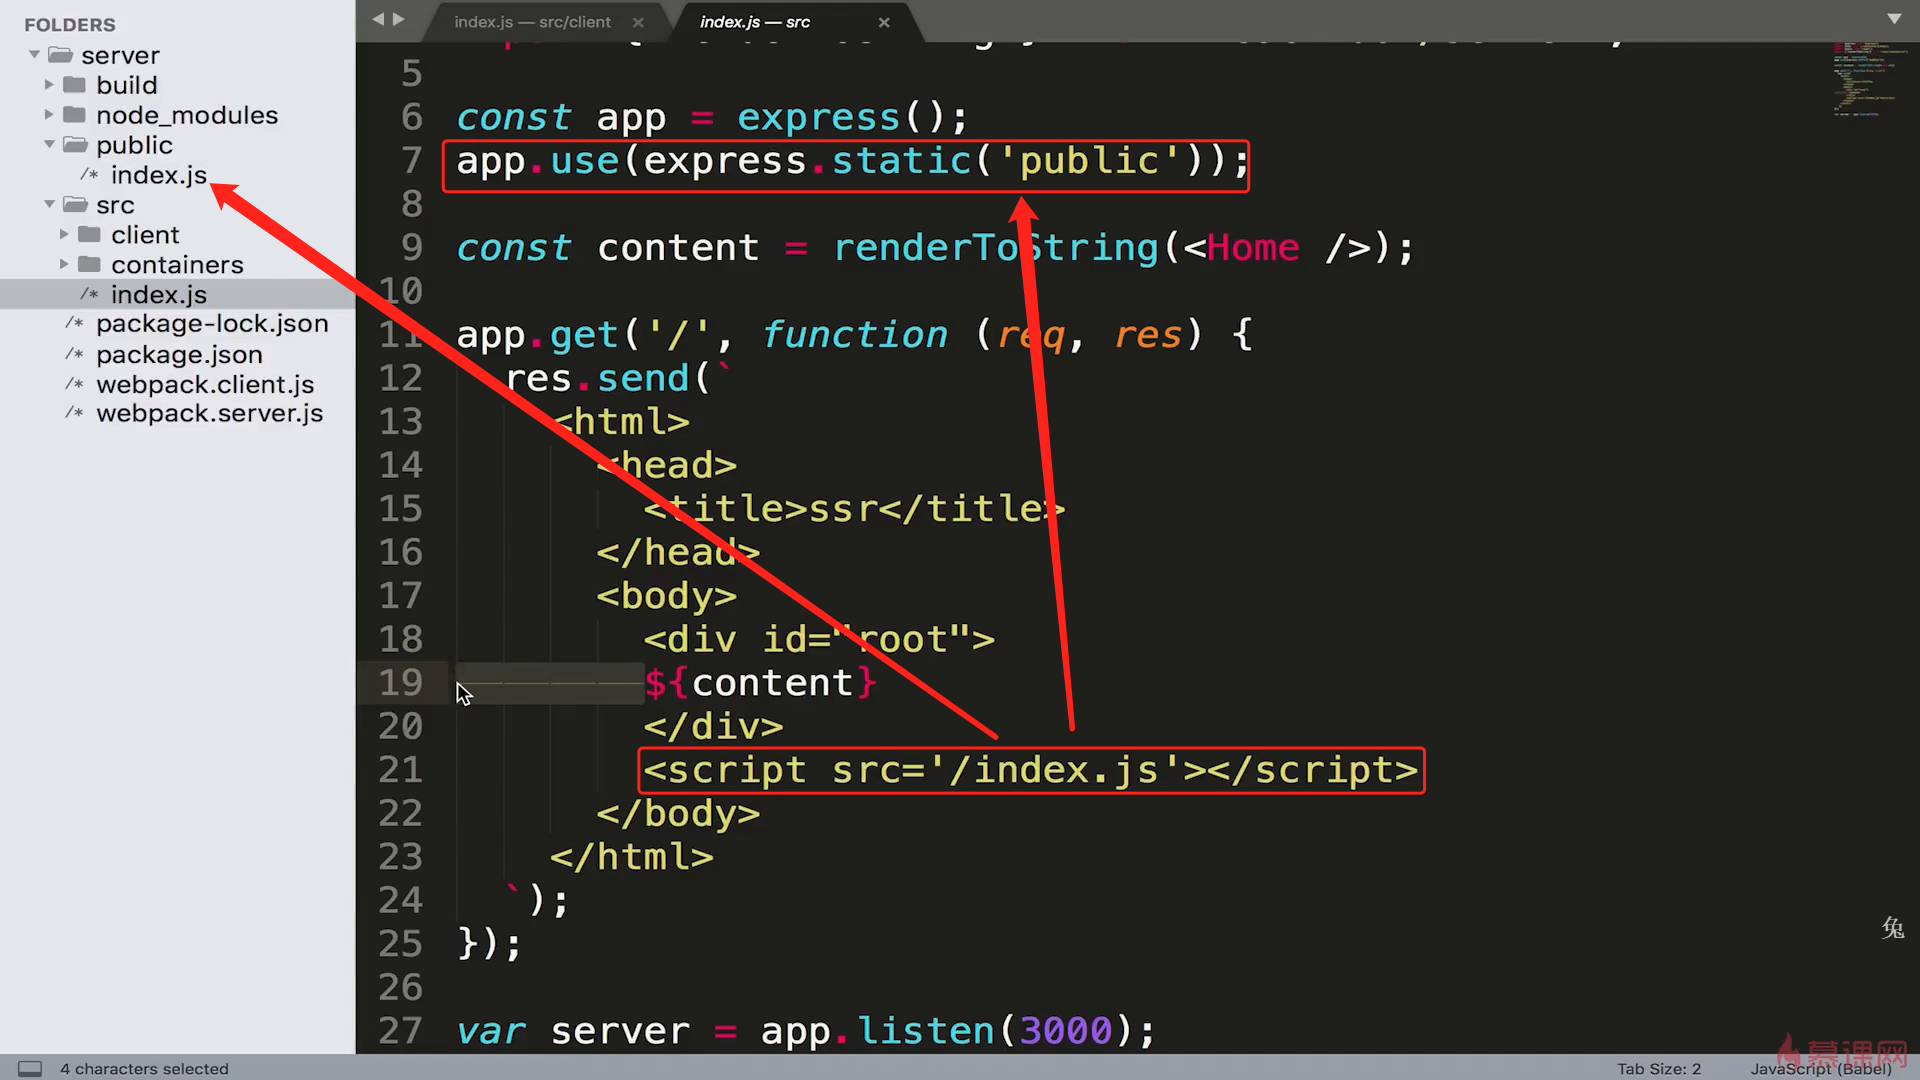 FOLDERS
server
build
node_modules
public
/* index.js
src
client
containers
/* index.js
/* package-lock.json
/* package.json
/* webpack.client.js
/* webpack.server.js
index.js — src/client ×
index.js — src ×
5
6 const app = express();
7 app.use(express.static('public'));
8
9 const content = renderToString(<Home />);
10
11 app.get('/', function (req, res) {
12 res.send(`
13 <html>
14 <head>
15 <title>ssr</title>
16 </head>
17 <body>
18 <div id="root">
19 ${content}
20 </div>
21 <script src='/index.js'></script>
22 </body>
23 </html>
24 `);
25 });
26
27 var server = app.listen(3000);
兔
慕课网
4 characters selected
Tab Size: 2
JavaScript (Babel)